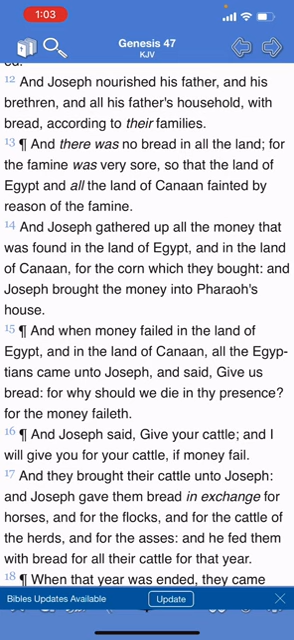 1:03
Genesis 47
KJV
ed.
12 And Joseph nourished his father, and his
brethren, and all his father's household, with
bread, according to their families.
13 ¶ And there was no bread in all the land; for
the famine was very sore, so that the land of
Egypt and all the land of Canaan fainted by
reason of the famine.
14 And Joseph gathered up all the money that
was found in the land of Egypt, and in the land
of Canaan, for the corn which they bought: and
Joseph brought the money into Pharaoh's
house.
15 ¶ And when money failed in the land of
Egypt, and in the land of Canaan, all the Egyp-
tians came unto Joseph, and said, Give us
bread: for why should we die in thy presence?
for the money faileth.
16 ¶ And Joseph said, Give your cattle; and I
will give you for your cattle, if money fail.
17 And they brought their cattle unto Joseph:
and Joseph gave them bread in exchange for
horses, and for the flocks, and for the cattle of
the herds, and for the asses: and he fed them
with bread for all their cattle for that year.
18 ¶ When that year was ended, they came
Bibles Updates Available
Update